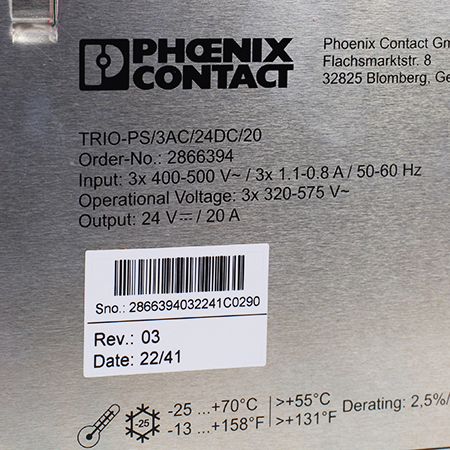 PHŒNIX
CONTACT
Phoenix Contact Gm
Flachsmarktstr. 8
32825 Blomberg, Ge
TRIO-PS/3AC/24DC/20
Order-No.: 2866394
Input: 3x 400-500 V~ / 3x 1.1-0.8 A / 50-60 Hz
Operational Voltage: 3x 320-575 V~
Output: 24 V⎓ / 20 A
Sno.: 2866394032241C0290
Rev.: 03
Date: 22/41
-25
-25 ...+70°C/ >+55°C
-13 ...+158°F/ >+131°F
Derating: 2,5%/